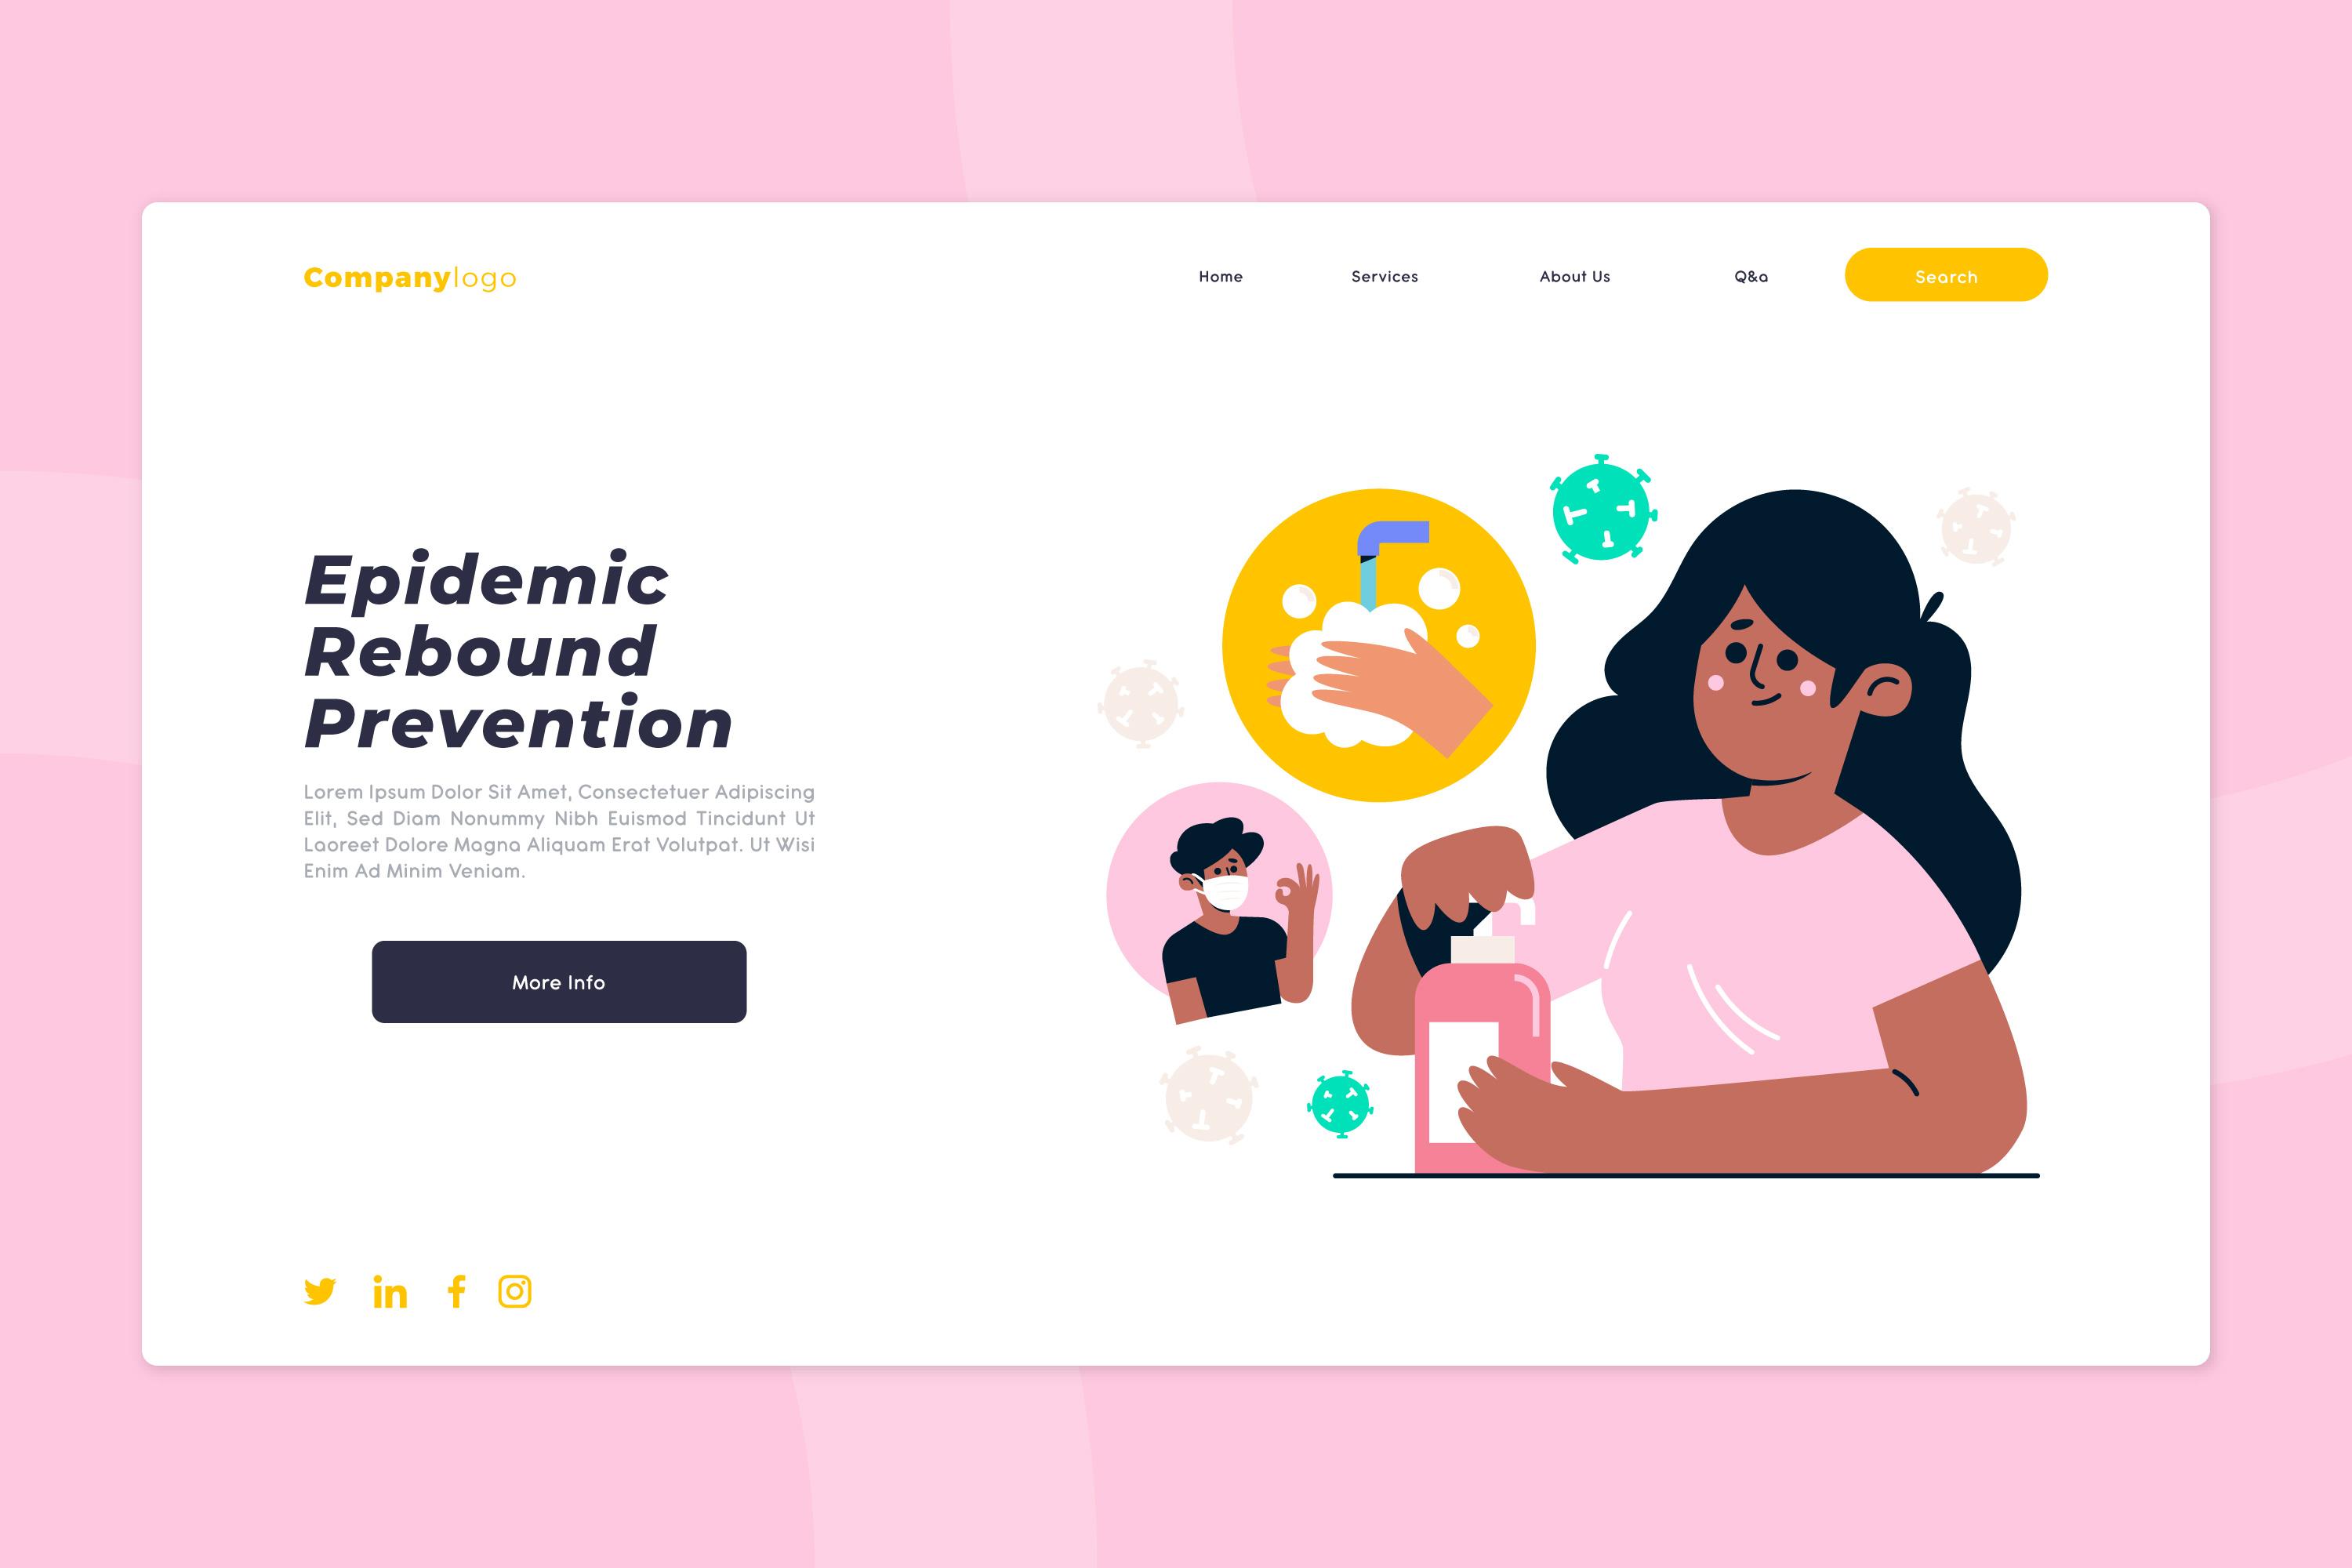 Companylogo
Home Services About Us Q&a Search
Epidemic
Rebound
Prevention
Lorem Ipsum Dolor Sit Amet, Consectetuer Adipiscing
Elit, Sed Diam Nonummy Nibh Euismod Tincidunt Ut
Laoreet Dolore Magna Aliquam Erat Volutpat. Ut Wisi
Enim Ad Minim Veniam.
More Info